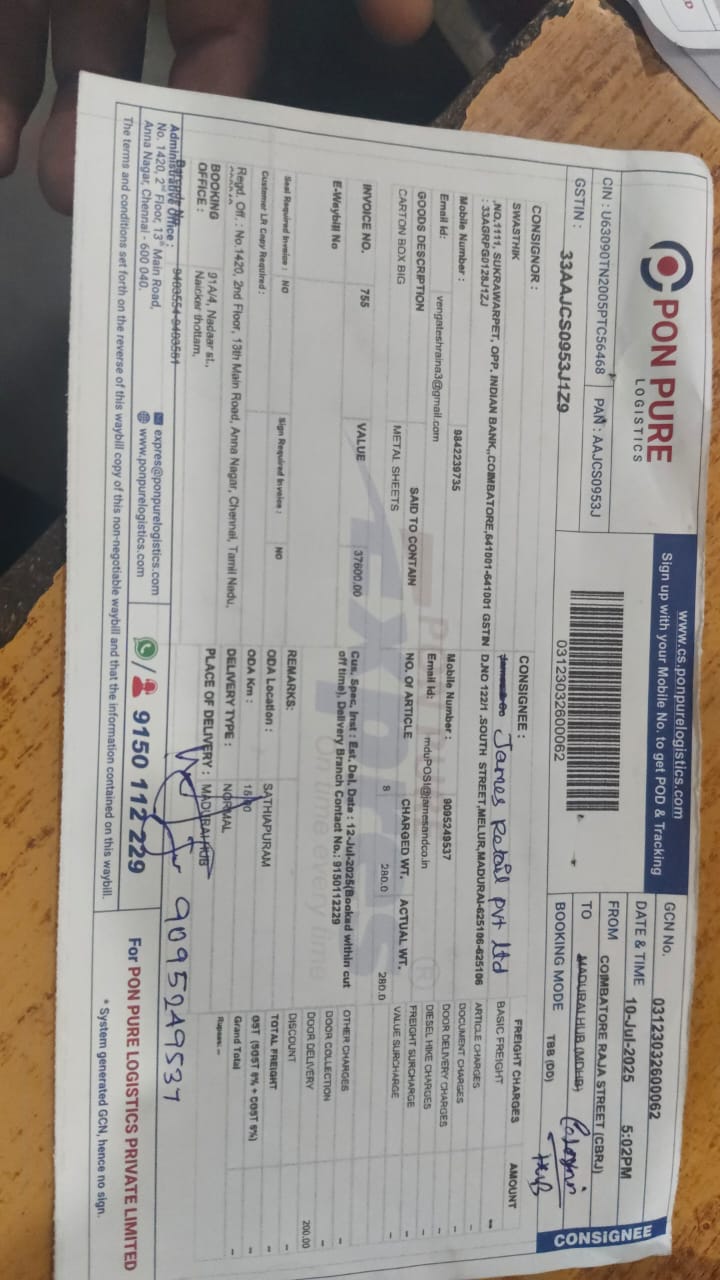 PON PURE
LOGISTICS
CIN : U63090TN2005PTC56468
PAN : AAJCS0953J
GSTIN :
33AAJCS0953J1Z9
www.cs.ponpurelogistics.com
Sign up with your Mobile No. to get POD & Tracking
03123032600062
GCN No.
03123032600062
DATE & TIME
10-Jul-2025
5:02PM
FROM
COIMBATORE RAJA STREET (CBRJ)
TO
MADURAI HUB (MDHB)
HUB
BOOKING MODE
TBB (DD)
CONSIGNEE
CONSIGNOR :
SWASTHIK
,NO.1111, SUKRAWARPET, OPP. INDIAN BANK,,COIMBATORE,641001-641001 GSTIN
: 33AGRPG0128J1ZJ
Mobile Number :
9842239735
Email Id:
vengateshraina3@gmail.com
CONSIGNEE :
James Retail Pvt Ltd
D.NO 122/1 ,SOUTH STREET,MELUR,MADURAI-625106-625106
Mobile Number :
9095249537
Email Id:
mduPOS1@jamesandco.in
GOODS DESCRIPTION
SAID TO CONTAIN
NO. OF ARTICLE
CHARGED WT.
ACTUAL WT.
CARTON BOX BIG
METAL SHEETS
8
280.0
280.0
INVOICE NO.
755
VALUE
37600.00
E-Waybill No
Cus. Spec. Inst : Est. Del. Date : 12-Jul-2025(Booked within cut
off time), Delivery Branch Contact No.: 9150112229
Seal Required Invoice :
NO
Sign Required Invoice :
NO
REMARKS:
Customer LR Copy Required :
ODA Location :
SATHIAPURAM
ODA Km :
Regd. Off. : No.1420, 2nd Floor, 13th Main Road, Anna Nagar, Chennai, Tamil Nadu,
DELIVERY TYPE :
NORMAL
BOOKING
OFFICE :
91A/4, Nadaar st.,
Naicker thottam,
PLACE OF DELIVERY :
MADURAI HUB
9095249537
FREIGHT CHARGES
AMOUNT
BASIC FREIGHT
--
ARTICLE CHARGES
--
DOCUMENT CHARGES
--
DOOR DELIVERY CHARGES
--
DIESEL HIKE CHARGES
--
FREIGHT SURCHARGE
--
VALUE SURCHARGE
--
OTHER CHARGES
--
DOOR COLLECTION
--
DOOR DELIVERY
200.00
DISCOUNT
--
TOTAL FREIGHT
--
GST (SGST 9% + CGST 9%)
--
Grand Total
--
Rupees: --
Administrative Office :
No. 1420, 2nd Floor, 13th Main Road,
Anna Nagar, Chennai - 600 040.
9403554-9403561
expres@ponpurelogistics.com
www.ponpurelogistics.com
9150 112 229
For PON PURE LOGISTICS PRIVATE LIMITED
The terms and conditions set forth on the reverse of this waybill copy of this non-negotiable waybill and that the information contained on this waybill.
* System generated GCN, hence no sign.